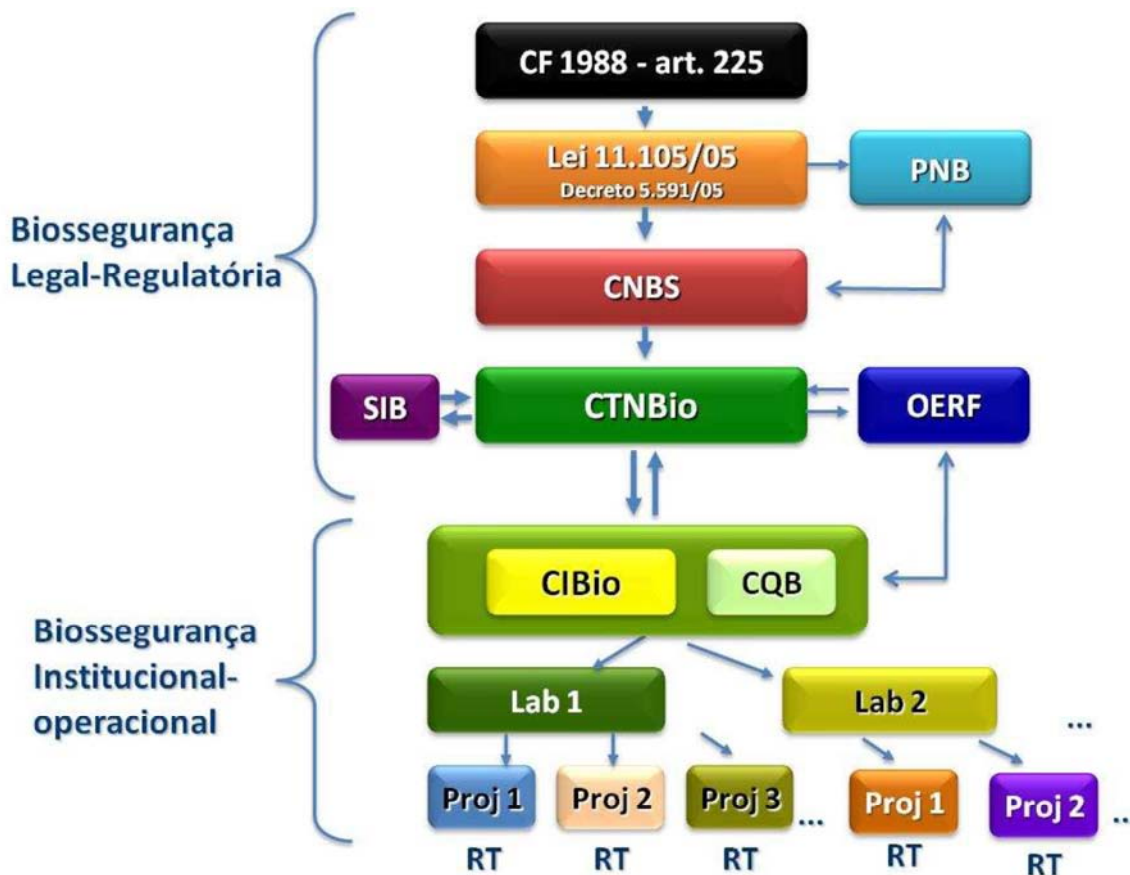 CF 1988 - art. 225
Lei 11.105/05
Decreto 5.591/05
PNB
Biossegurança
Legal-Regulatória
CNBS
SIB
CTNBio
OERF
CIBio
CQB
Biossegurança
Institucional-
operacional
Lab 1
Lab 2
...
Proj 1
Proj 2
Proj 3
...
Proj 1
Proj 2
..
RT
RT
RT
RT
RT